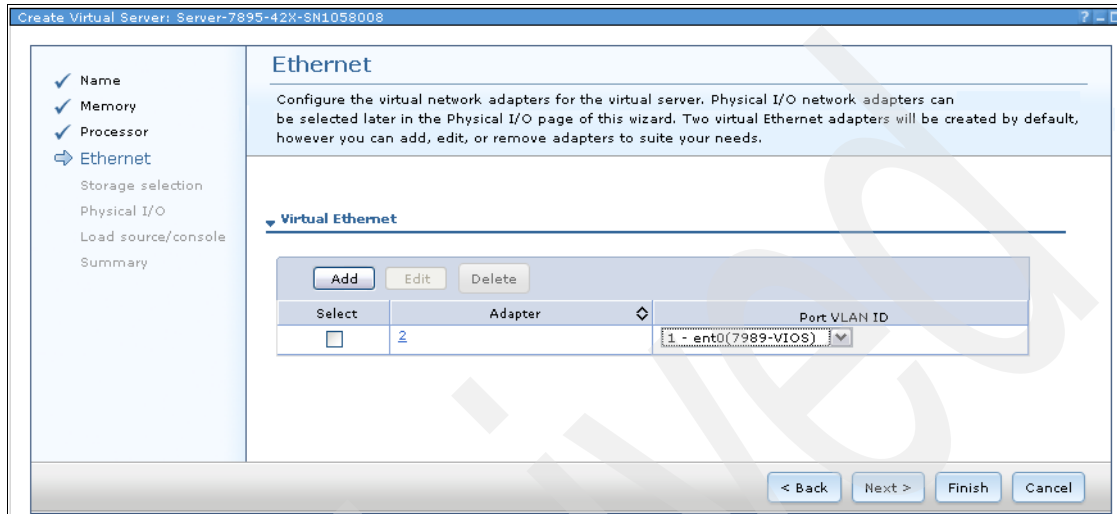 Create Virtual Server: Server-7895-42X-SN1058008
Name
Memory
Processor
Ethernet
Storage selection
Physical I/O
Load source/console
Summary
Ethernet
Configure the virtual network adapters for the virtual server. Physical I/O network adapters can
be selected later in the Physical I/O page of this wizard. Two virtual Ethernet adapters will be created by default,
however you can add, edit, or remove adapters to suite your needs.
Virtual Ethernet
Add Edit Delete
Select Adapter Port VLAN ID
2 1 - ent0(7989-VIOS)
< Back Next > Finish Cancel